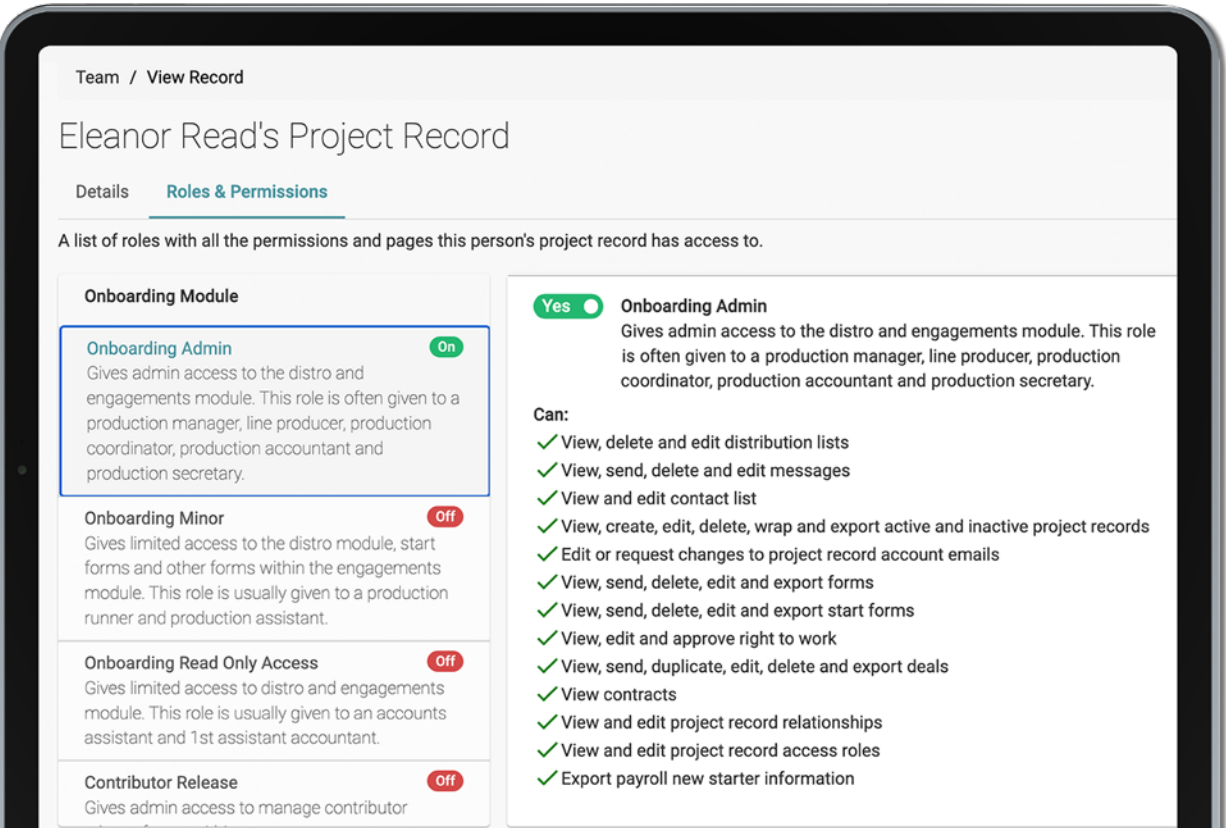 Team / View Record
Eleanor Read's Project Record
Details Roles & Permissions
A list of roles with all the permissions and pages this person's project record has access to.
Onboarding Module
Onboarding Admin On
Gives admin access to the distro and
engagements module. This role is often given to a
production manager, line producer, production
coordinator, production accountant and
production secretary.
Onboarding Minor Off
Gives limited access to the distro module, start
forms and other forms within the engagements
module. This role is usually given to a production
runner and production assistant.
Onboarding Read Only Access Off
Gives limited access to distro and engagements
module. This role is usually given to an accounts
assistant and 1st assistant accountant.
Contributor Release Off
Gives admin access to manage contributor
Yes Onboarding Admin
Gives admin access to the distro and engagements module. This role
is often given to a production manager, line producer, production
coordinator, production accountant and production secretary.
Can:
View, delete and edit distribution lists
View, send, delete and edit messages
View and edit contact list
View, create, edit, delete, wrap and export active and inactive project records
Edit or request changes to project record account emails
View, send, delete, edit and export forms
View, send, delete, edit and export start forms
View, edit and approve right to work
View, send, duplicate, edit, delete and export deals
View contracts
View and edit project record relationships
View and edit project record access roles
Export payroll new starter information